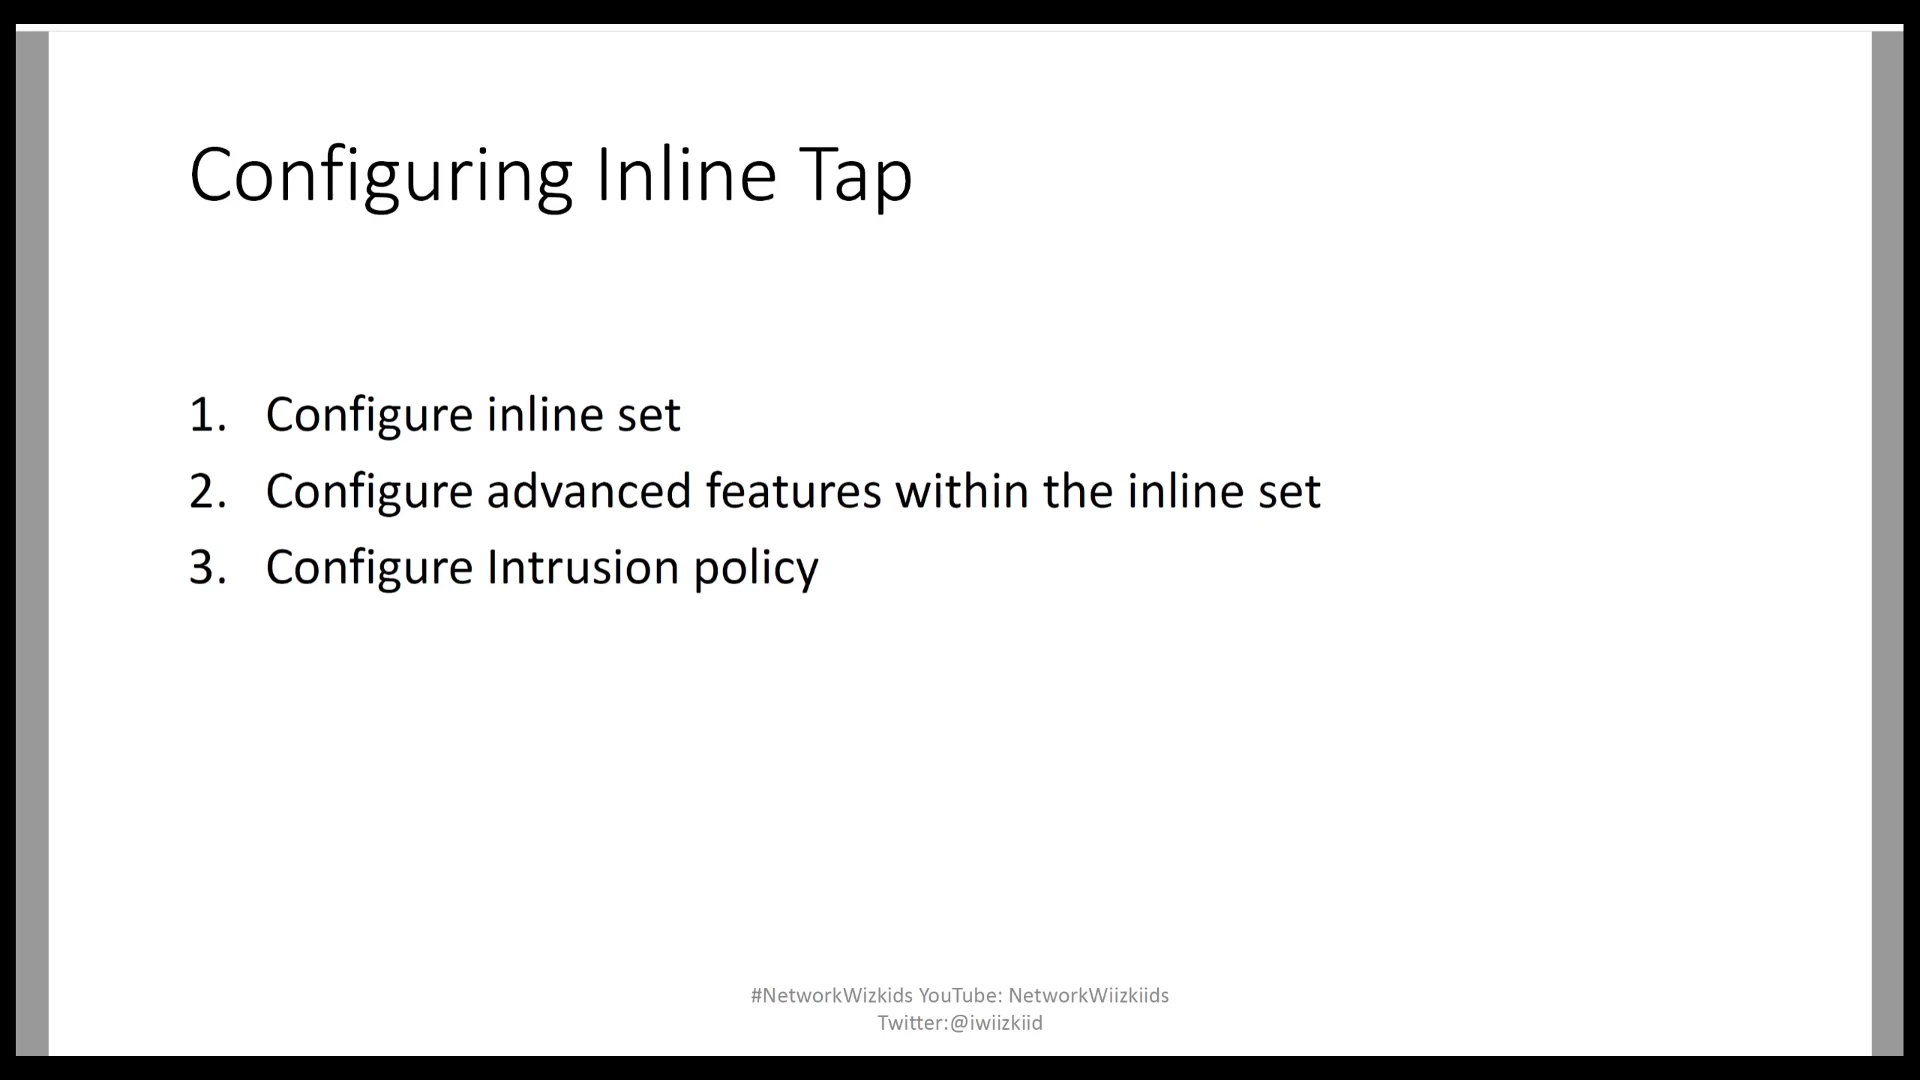 Configuring Inline Tap
1. Configure inline set
2. Configure advanced features within the inline set
3. Configure Intrusion policy
#NetworkWizkids YouTube: NetworkWiizkiids
Twitter:@iwiizkiid